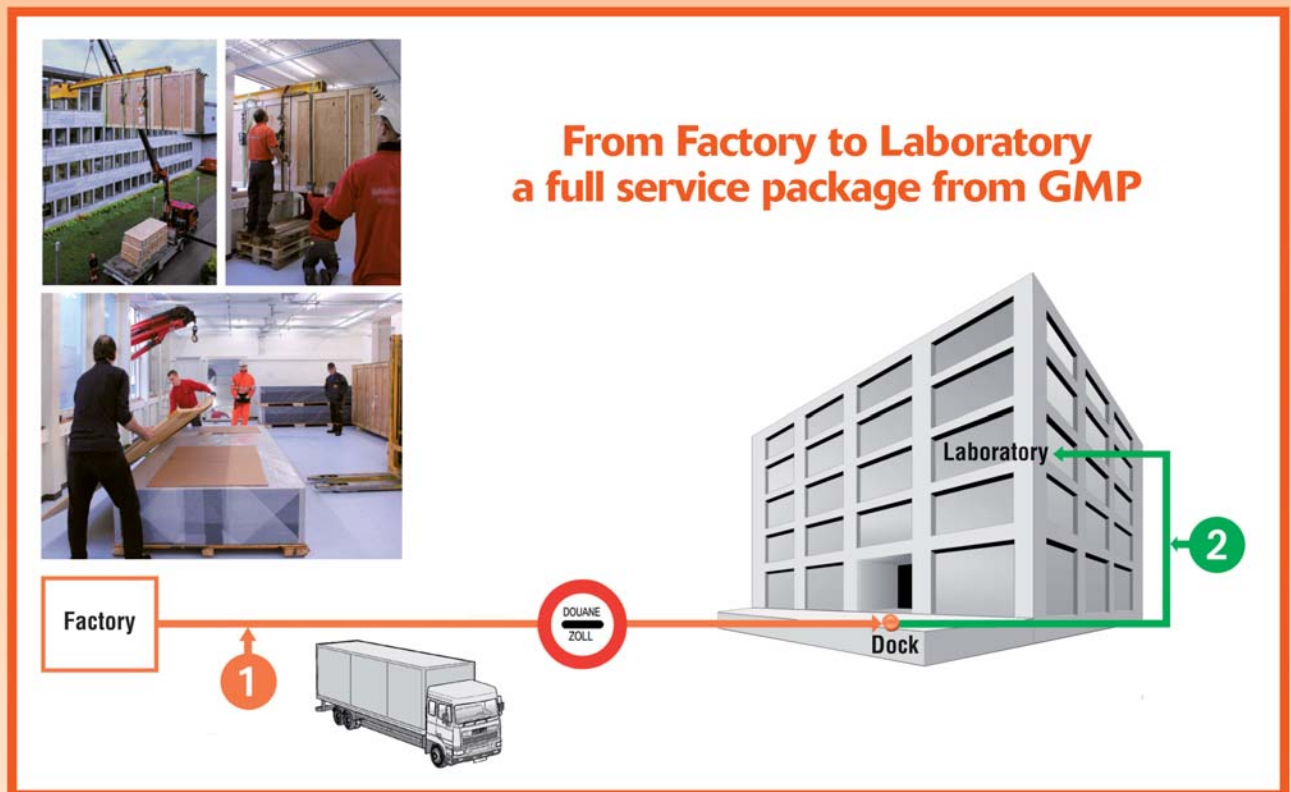 From Factory to Laboratory
a full service package from GMP
Laboratory
2
Factory
DOUANE
ZOLL
Dock
1